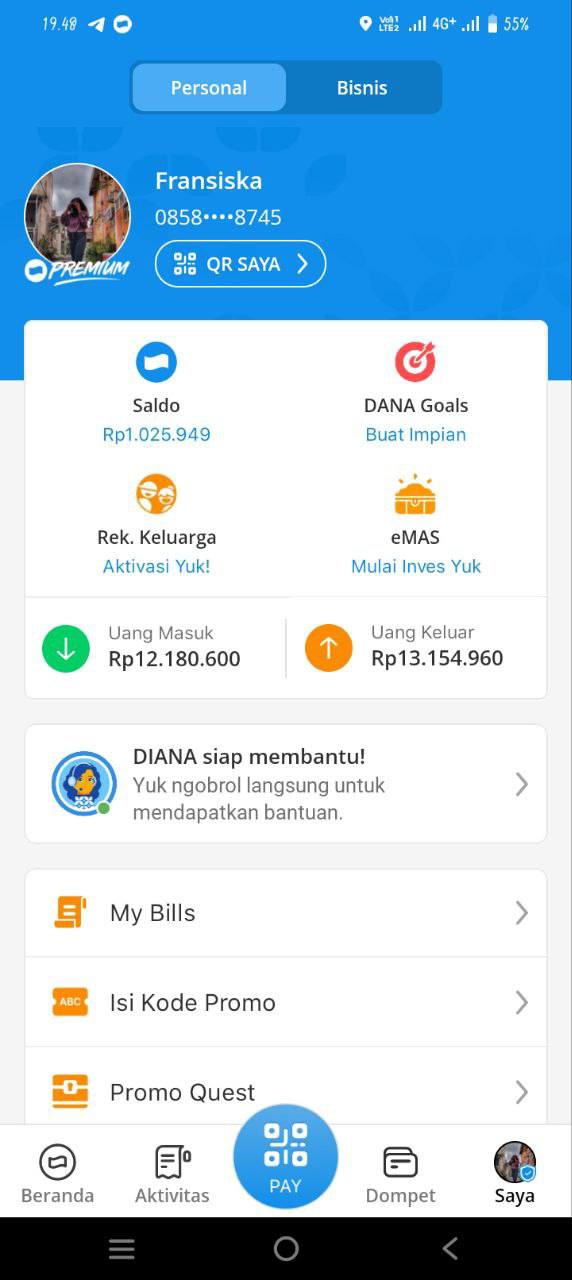 19.48
Vo) 1
LTE2
4G+
55%
Personal
Bisnis
Fransiska
0858••••8745
PREMIUM
QR SAYA
Saldo
DANA Goals
Rp1.025.949
Buat Impian
Rek. Keluarga
eMAS
Aktivasi Yuk!
Mulai Inves Yuk
Uang Masuk
Uang Keluar
Rp12.180.600
Rp13.154.960
DIANA siap membantu!
Yuk ngobrol langsung untuk
mendapatkan bantuan.
My Bills
ABC
Isi Kode Promo
Promo Quest
PAY
Beranda
Aktivitas
Dompet
Saya